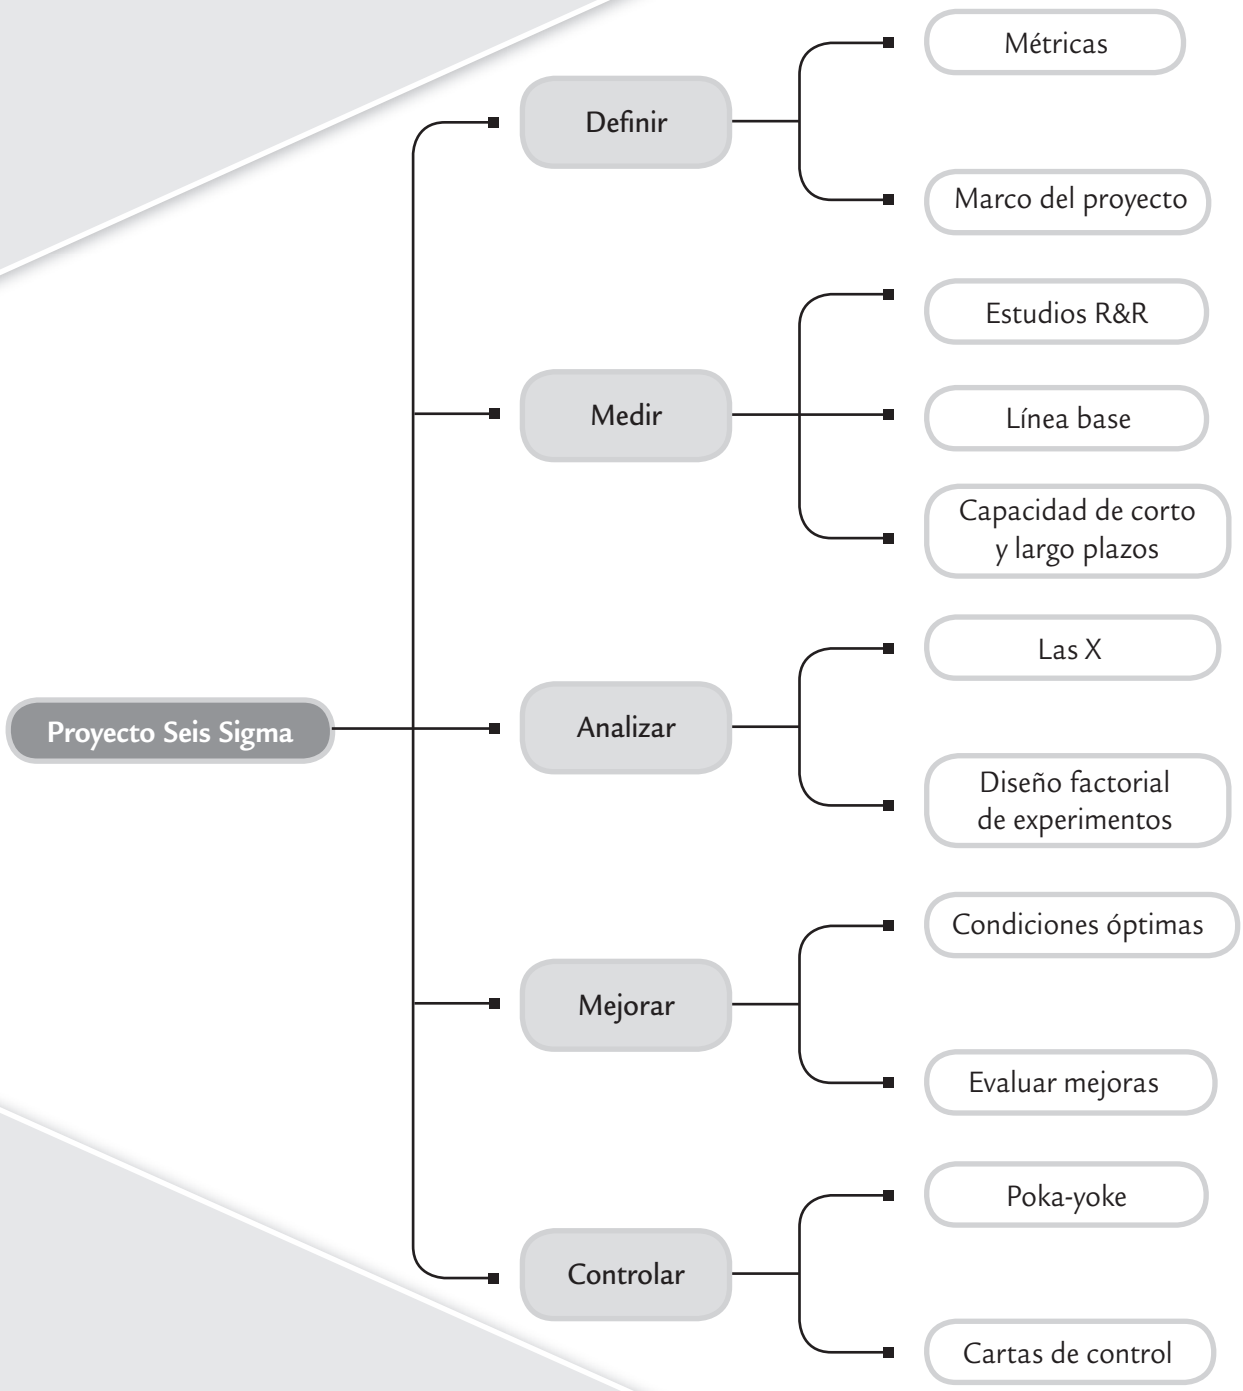 Proyecto Seis Sigma
Definir
Métricas
Marco del proyecto
Medir
Estudios R&R
Línea base
Capacidad de corto
y largo plazos
Analizar
Las X
Diseño factorial
de experimentos
Mejorar
Condiciones óptimas
Evaluar mejoras
Controlar
Poka-yoke
Cartas de control